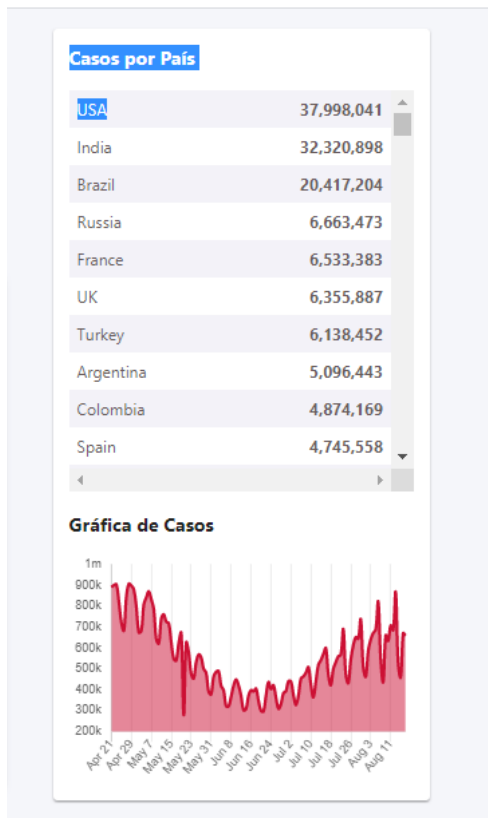 Casos por País
USA 37,998,041
India 32,320,898
Brazil 20,417,204
Russia 6,663,473
France 6,533,383
UK 6,355,887
Turkey 6,138,452
Argentina 5,096,443
Colombia 4,874,169
Spain 4,745,558
Gráfica de Casos
1m
900k
800k
700k
600k
500k
400k
300k
200k
Apr 21 Apr 29 May 7 May 15 May 23 May 31 Jun 8 Jun 16 Jun 24 Jul 2 Jul 10 Jul 18 Jul 26 Aug 3 Aug 11